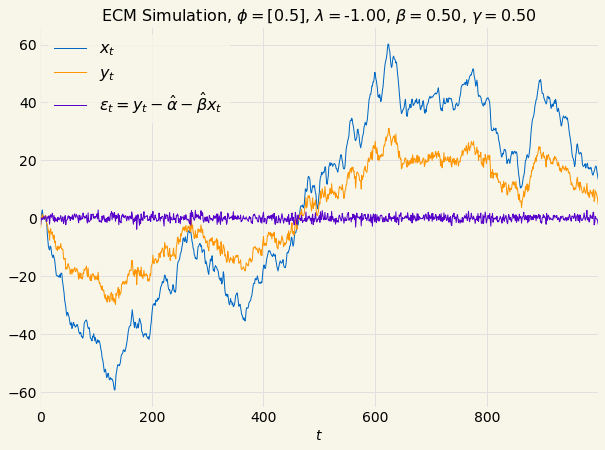 ECM Simulation, ϕ = [0.5], λ = -1.00, β = 0.50, γ = 0.50
x_t
y_t
ε_t = y_t − α̂ − β̂x_t
60
40
20
0
−20
−40
−60
0 200 400 600 800
t